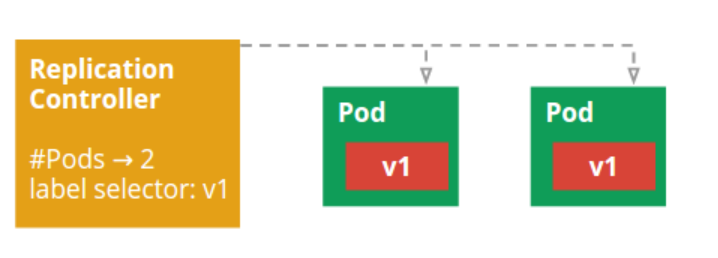 Replication
Controller
#Pods → 2
label selector: v1
Pod
v1
Pod
v1